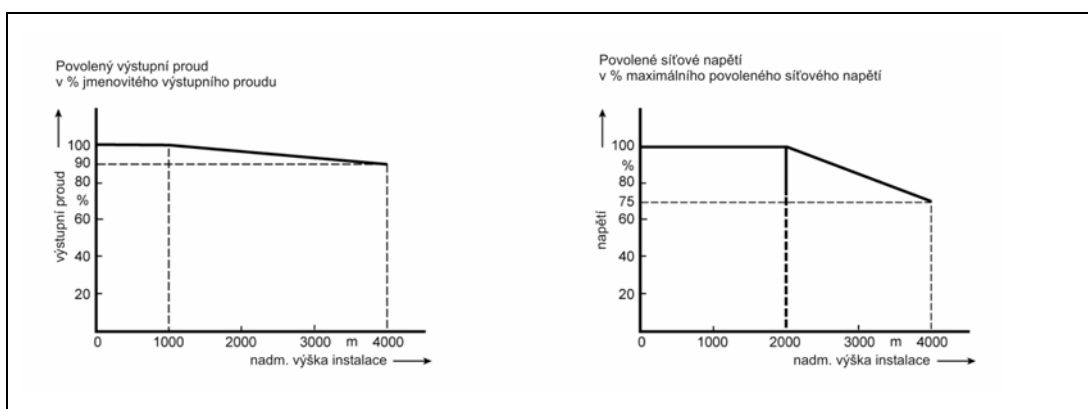 Povolený výstupní proud
v % jmenovitého výstupního proudu
100
90
80
%
60
40
20
výstupní proud
0 1000 2000 3000 m 4000
nadm. výška instalace
Povolené síťové napětí
v % maximálního povoleného síťového napětí
100
%
80
75
60
40
20
napětí
0 1000 2000 3000 m 4000
nadm. výška instalace